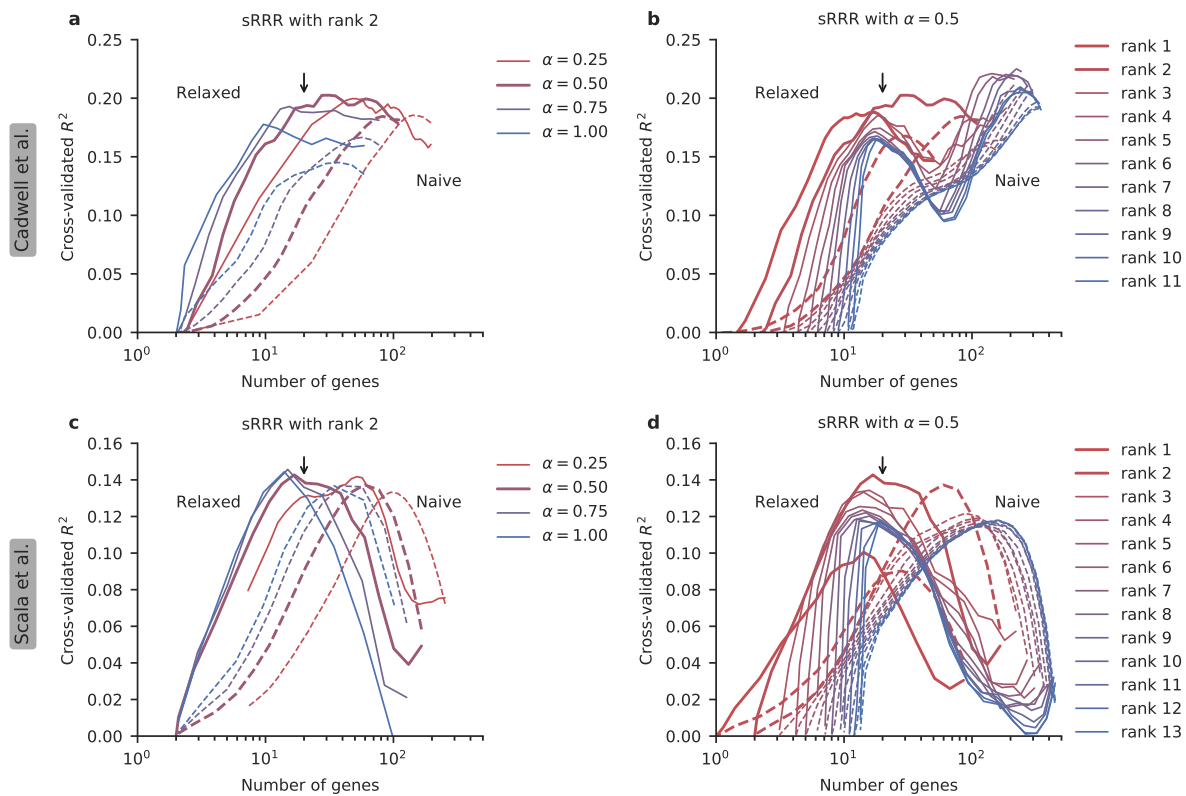 a
sRRR with rank 2
Cadwell et al.
Cross-validated R²
0.25
0.20
0.15
0.10
0.05
0.00
Relaxed
Naive
10⁰
10¹
10²
Number of genes
α = 0.25
α = 0.50
α = 0.75
α = 1.00
b
sRRR with α = 0.5
Cross-validated R²
0.25
0.20
0.15
0.10
0.05
0.00
Relaxed
Naive
10⁰
10¹
10²
Number of genes
rank 1
rank 2
rank 3
rank 4
rank 5
rank 6
rank 7
rank 8
rank 9
rank 10
rank 11
c
sRRR with rank 2
Scala et al.
Cross-validated R²
0.16
0.14
0.12
0.10
0.08
0.06
0.04
0.02
0.00
Relaxed
Naive
10⁰
10¹
10²
Number of genes
α = 0.25
α = 0.50
α = 0.75
α = 1.00
d
sRRR with α = 0.5
Cross-validated R²
0.16
0.14
0.12
0.10
0.08
0.06
0.04
0.02
0.00
Relaxed
Naive
10⁰
10¹
10²
Number of genes
rank 1
rank 2
rank 3
rank 4
rank 5
rank 6
rank 7
rank 8
rank 9
rank 10
rank 11
rank 12
rank 13